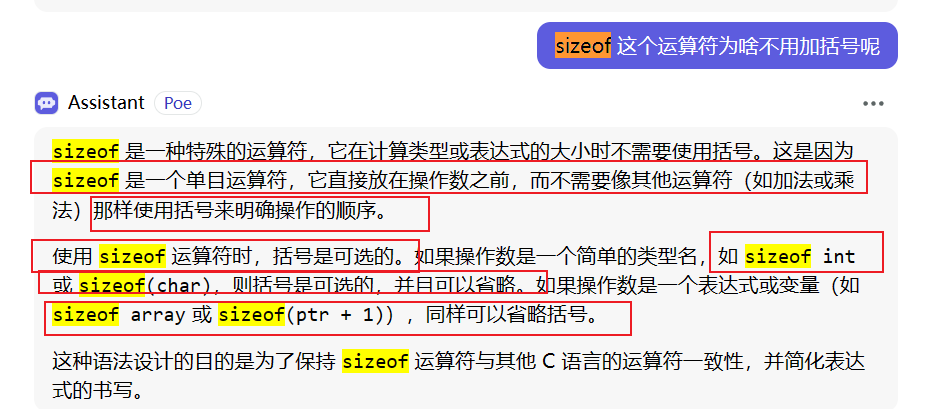 sizeof 这个运算符为啥不用加括号呢
Assistant Poe
sizeof 是一种特殊的运算符，它在计算类型或表达式的大小时不需要使用括号。这是因为
sizeof 是一个单目运算符，它直接放在操作数之前，而不需要像其他运算符（如加法或乘
法）那样使用括号来明确操作的顺序。
使用 sizeof 运算符时，括号是可选的。如果操作数是一个简单的类型名，如 sizeof int
或 sizeof(char)，则括号是可选的，并且可以省略。如果操作数是一个表达式或变量（如
sizeof array 或 sizeof(ptr + 1)），同样可以省略括号。
这种语法设计的目的是为了保持 sizeof 运算符与其他 C 语言的运算符一致性，并简化表达
式的书写。